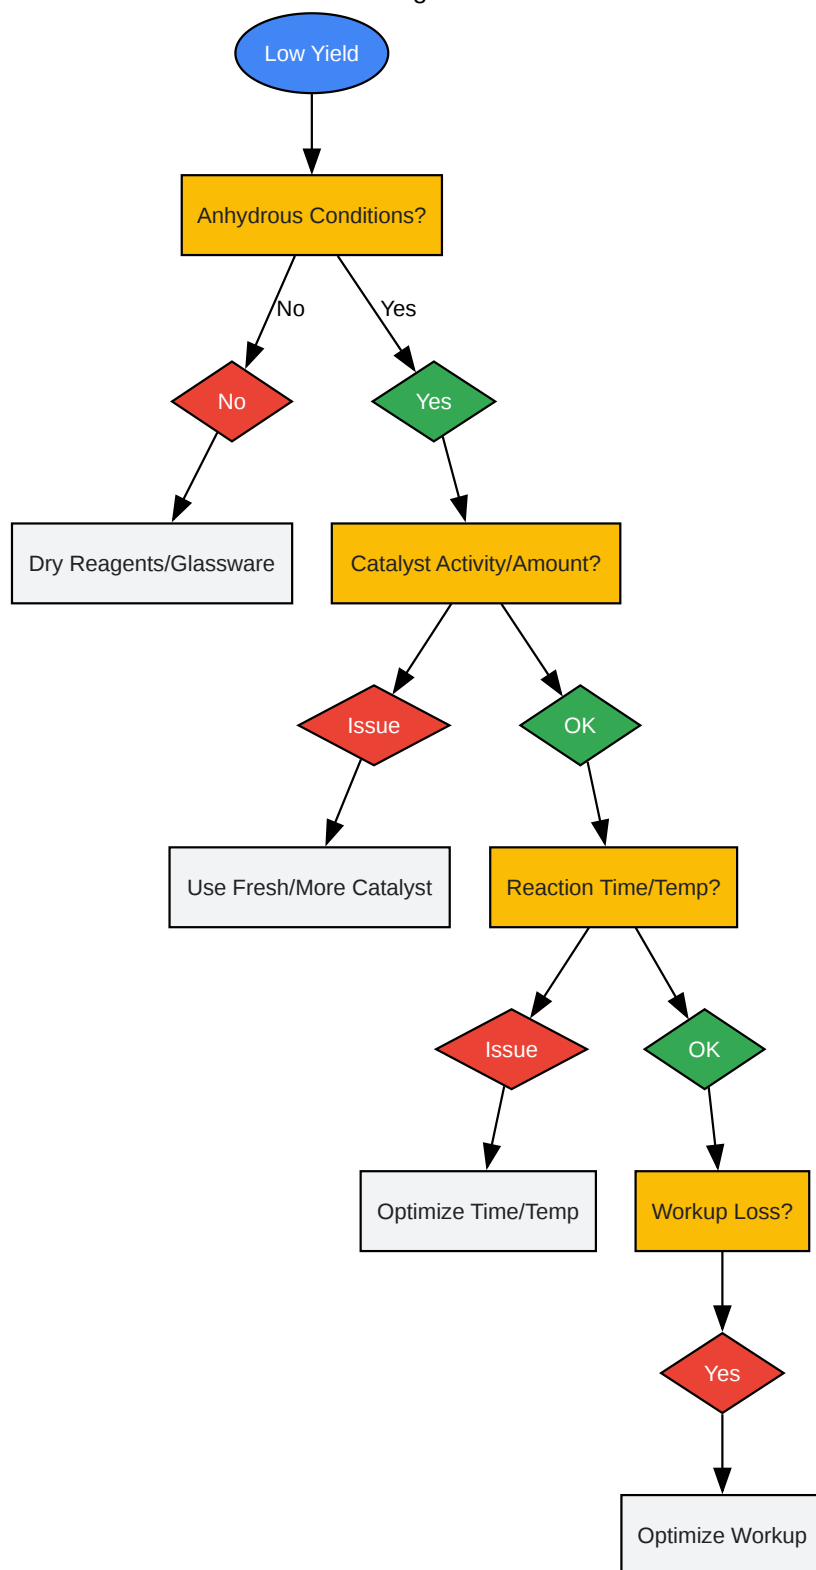 Low Yield
Anhydrous Conditions?
No
Yes
No
Yes
Dry Reagents/Glassware
Catalyst Activity/Amount?
Issue
OK
Use Fresh/More Catalyst
Reaction Time/Temp?
Issue
OK
Optimize Time/Temp
Workup Loss?
Yes
Optimize Workup